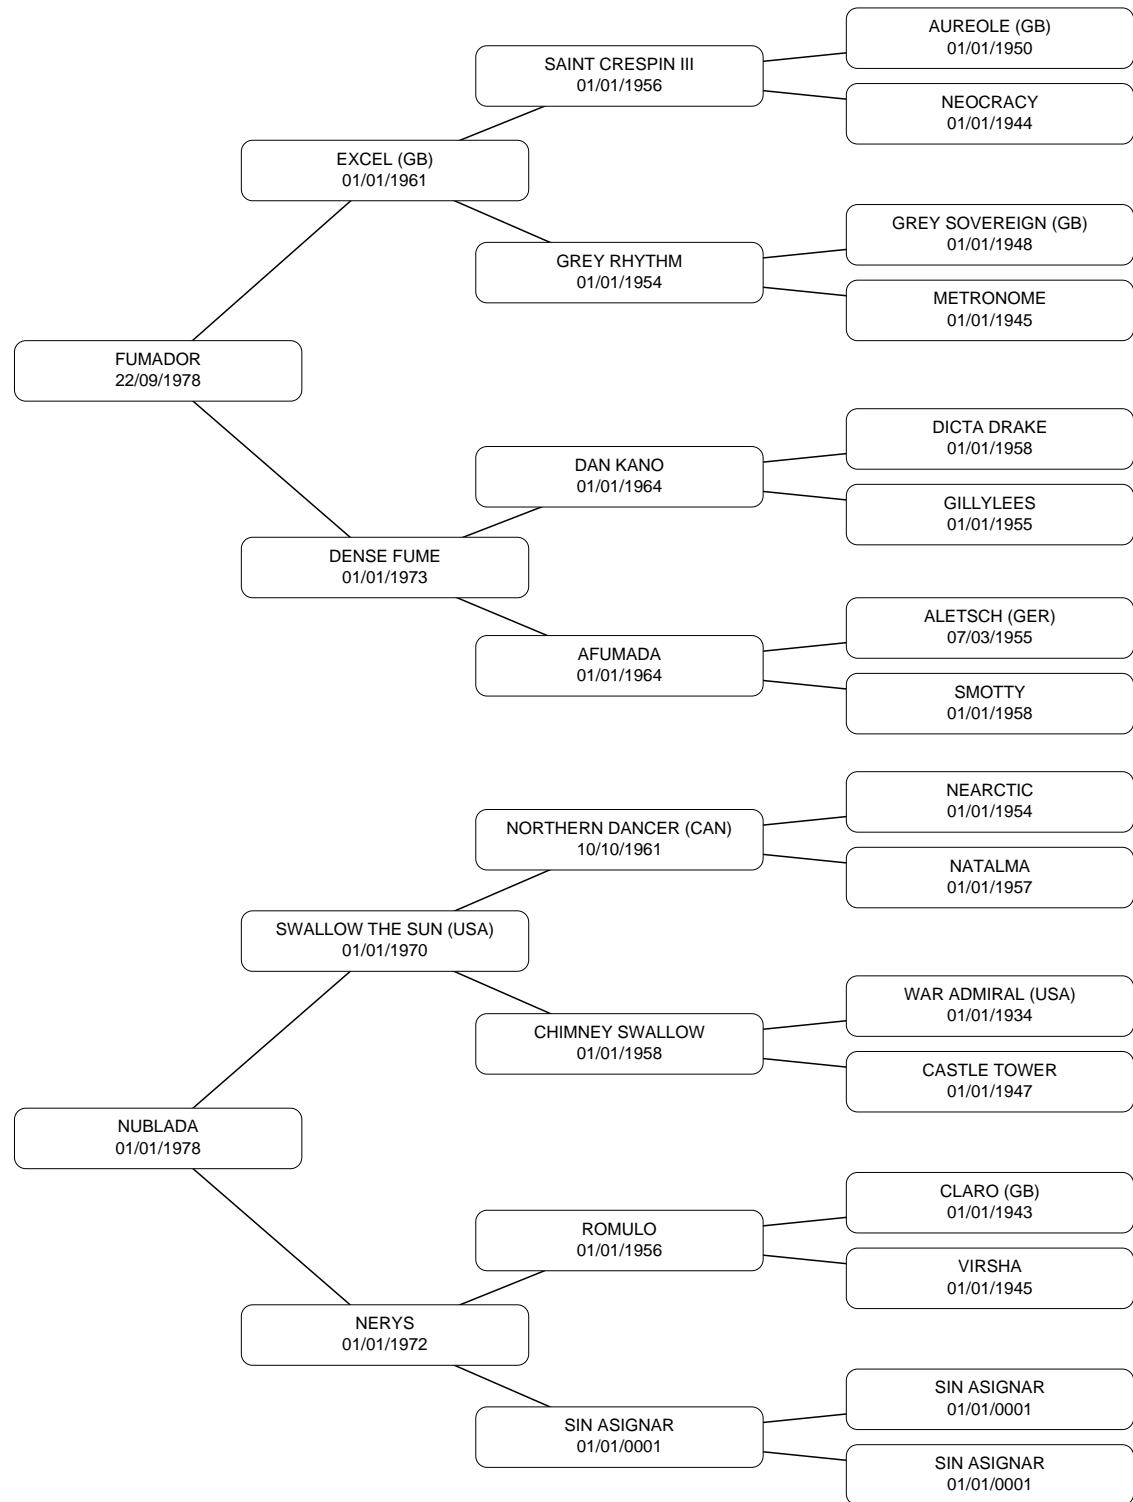 AUREOLE (GB)
01/01/1950
SAINT CRESPIN III
01/01/1956
NEOCRACY
01/01/1944
EXCEL (GB)
01/01/1961
GREY SOVEREIGN (GB)
01/01/1948
GREY RHYTHM
01/01/1954
METRONOME
01/01/1945
FUMADOR
22/09/1978
DICTA DRAKE
01/01/1958
DAN KANO
01/01/1964
GILLYLEES
01/01/1955
DENSE FUME
01/01/1973
ALETSCH (GER)
07/03/1955
AFUMADA
01/01/1964
SMOTTY
01/01/1958
NEARCTIC
01/01/1954
NORTHERN DANCER (CAN)
10/10/1961
NATALMA
01/01/1957
SWALLOW THE SUN (USA)
01/01/1970
WAR ADMIRAL (USA)
01/01/1934
CHIMNEY SWALLOW
01/01/1958
CASTLE TOWER
01/01/1947
NUBLADA
01/01/1978
CLARO (GB)
01/01/1943
ROMULO
01/01/1956
VIRSHA
01/01/1945
NERYS
01/01/1972
SIN ASIGNAR
01/01/0001
SIN ASIGNAR
01/01/0001
SIN ASIGNAR
01/01/0001